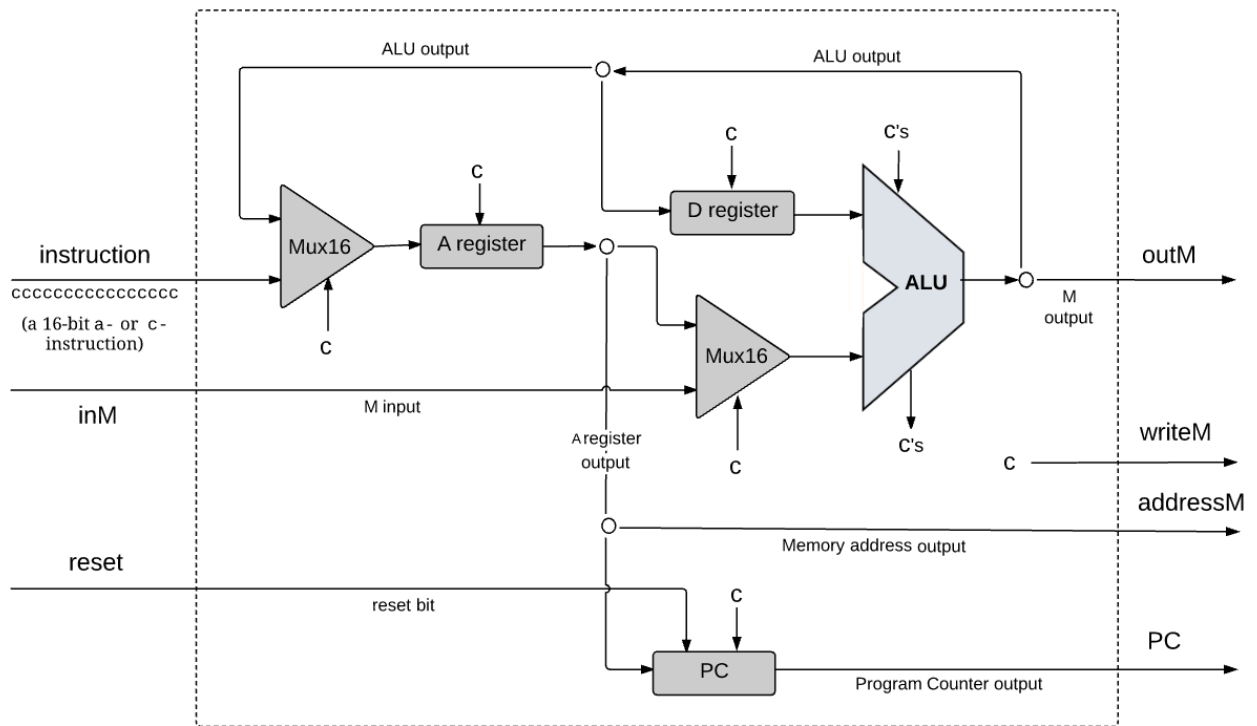 ALU output
ALU output
c
c's
c
D register
Mux16
A register
instruction
cccccccccccccccc
(a 16-bit a- or c-
instruction)
c
ALU
outM
M
output
Mux16
inM
M input
A register
output
c
c's
c
writeM
addressM
Memory address output
reset
reset bit
c
PC
PC
Program Counter output